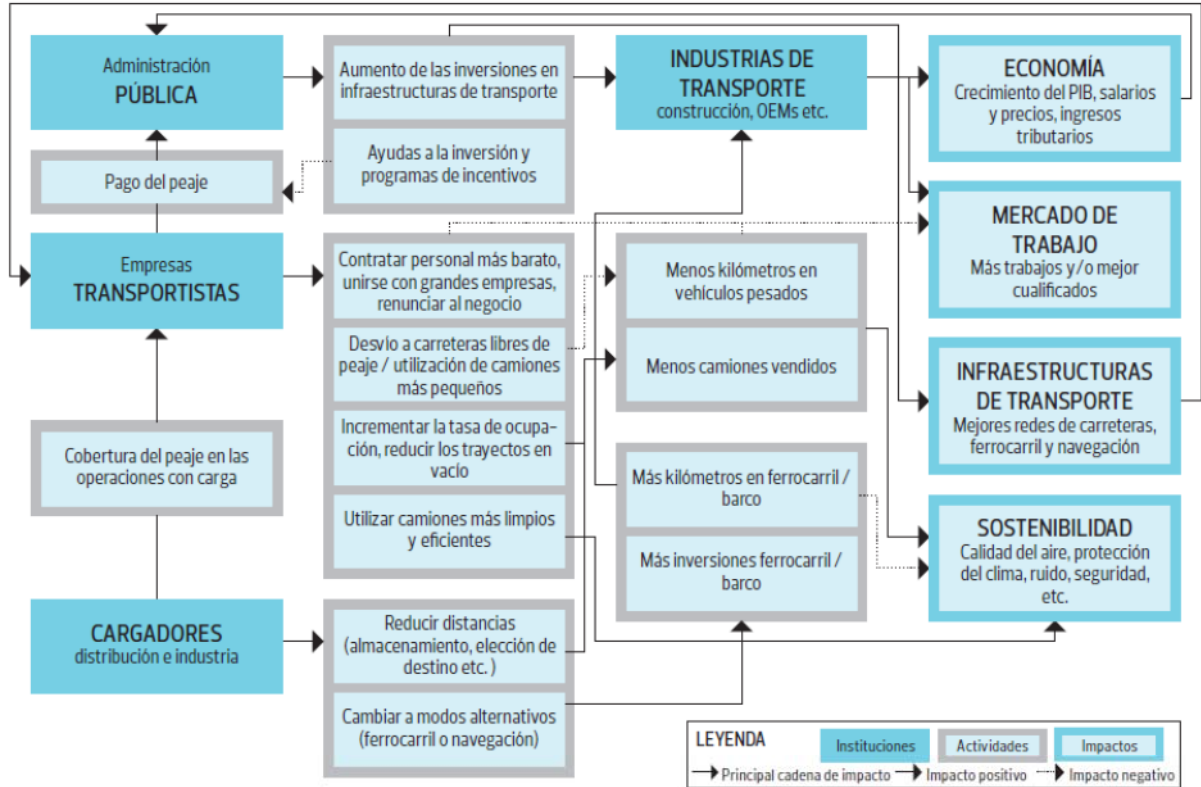 Administración
PÚBLICA
Pago del peaje
Empresas
TRANSPORTISTAS
Cobertura del peaje en las
operaciones con carga
CARGADORES
distribución e industria
Aumento de las inversiones en
infraestructuras de transporte
Ayudas a la inversión y
programas de incentivos
Contratar personal más barato,
unirse con grandes empresas,
renunciar al negocio
Desvío a carreteras libres de
peaje / utilización de camiones
más pequeños
Incrementar la tasa de ocupa-
ción, reducir los trayectos en
vacío
Utilizar camiones más limpios
y eficientes
Reducir distancias
(almacenamiento, elección de
destino etc. )
Cambiar a modos alternativos
(ferrocarril o navegación)
INDUSTRIAS DE
TRANSPORTE
construcción, OEMs etc.
Menos kilómetros en
vehículos pesados
Menos camiones vendidos
Más kilómetros en ferrocarril /
barco
Más inversiones ferrocarril /
barco
ECONOMÍA
Crecimiento del PIB, salarios
y precios, ingresos
tributarios
MERCADO DE
TRABAJO
Más trabajos y/o mejor
cualificados
INFRAESTRUCTURAS
DE TRANSPORTE
Mejores redes de carreteras,
ferrocarril y navegación
SOSTENIBILIDAD
Calidad del aire, protección
del clima, ruido, seguridad,
etc.
LEYENDA
Instituciones
Actividades
Impactos
Principal cadena de impacto
Impacto positivo
Impacto negativo